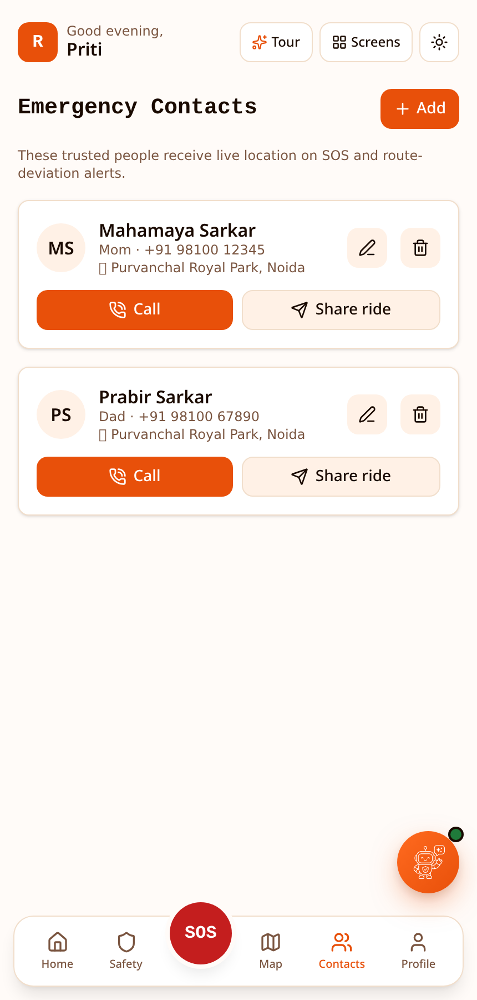 R
Good evening,
Priti
Tour
Screens
Emergency Contacts
Add
These trusted people receive live location on SOS and route-
deviation alerts.
MS
Mahamaya Sarkar
Mom · +91 98100 12345
Purvanchal Royal Park, Noida
Call
Share ride
PS
Prabir Sarkar
Dad · +91 98100 67890
Purvanchal Royal Park, Noida
Call
Share ride
Home
Safety
SOS
Map
Contacts
Profile